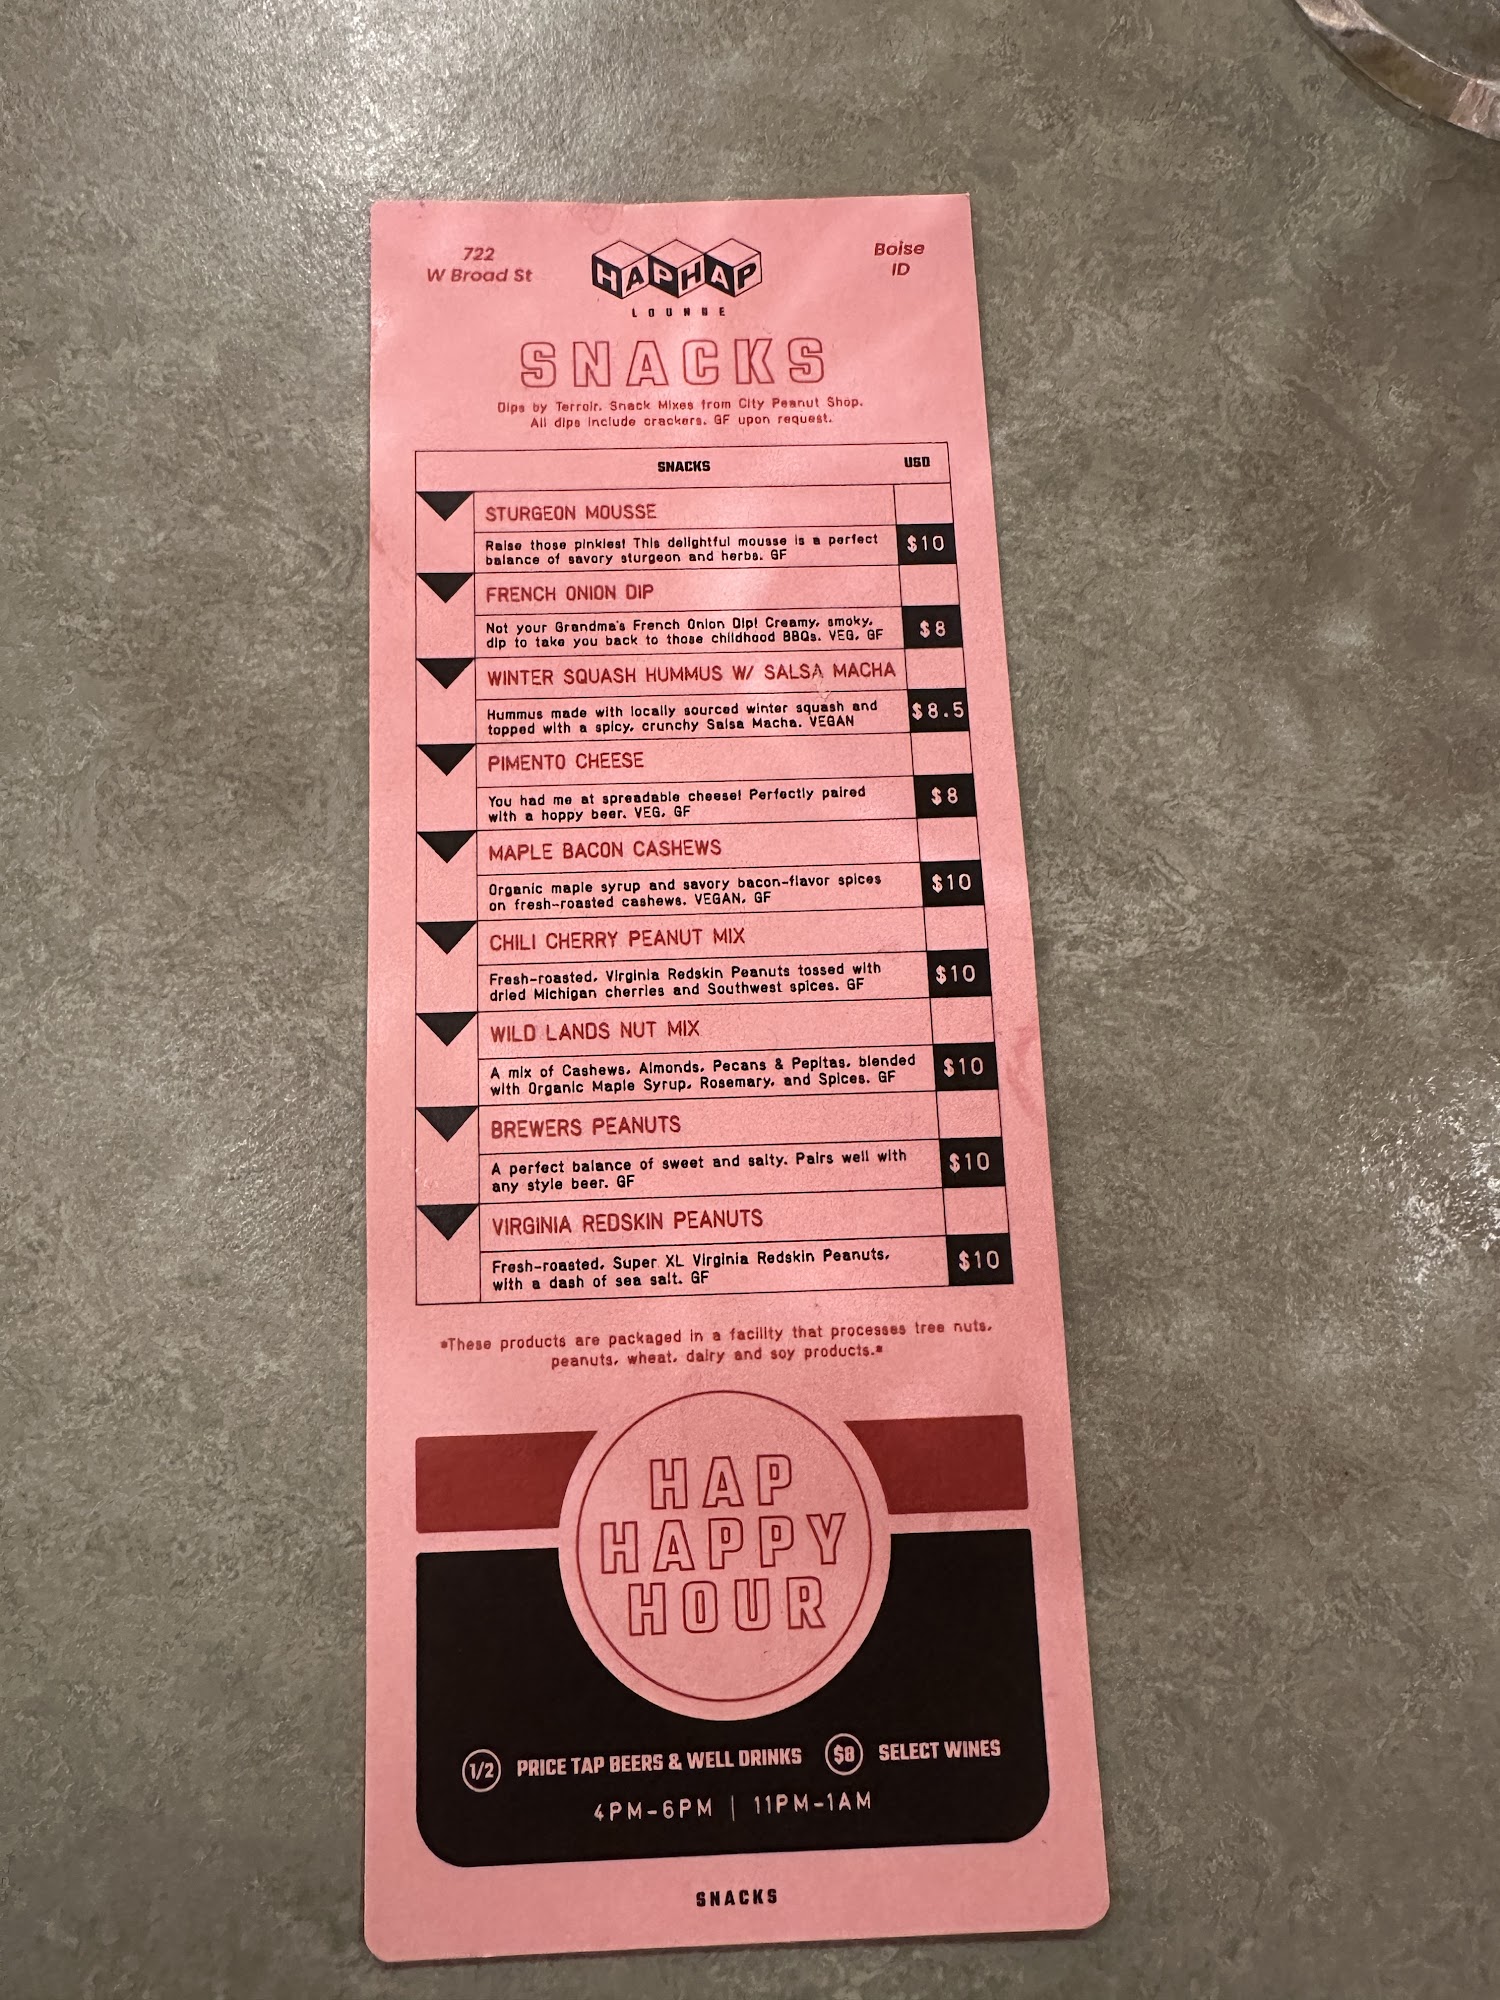 722
W Broad St
HAPHAP
LOUNGE
Boise
ID
SNACKS
Dips by Terroir. Snack Mixes from City Peanut Shop.
All dips include crackers. GF upon request.
SNACKS USD
STURGEON MOUSSE
Raise those pinkies! This delightful mousse is a perfect
balance of savory sturgeon and herbs. GF
$10
FRENCH ONION DIP
Not your Grandma's French Onion Dip! Creamy, smoky,
dip to take you back to those childhood BBQs. VEG, GF
$8
WINTER SQUASH HUMMUS W/ SALSA MACHA
Hummus made with locally sourced winter squash and
topped with a spicy, crunchy Salsa Macha. VEGAN
$8.5
PIMENTO CHEESE
You had me at spreadable cheese! Perfectly paired
with a hoppy beer. VEG, GF
$8
MAPLE BACON CASHEWS
Organic maple syrup and savory bacon-flavor spices
on fresh-roasted cashews. VEGAN, GF
$10
CHILI CHERRY PEANUT MIX
Fresh-roasted, Virginia Redskin Peanuts tossed with
dried Michigan cherries and Southwest spices. GF
$10
WILD LANDS NUT MIX
A mix of Cashews, Almonds, Pecans & Pepitas, blended
with Organic Maple Syrup, Rosemary, and Spices. GF
$10
BREWERS PEANUTS
A perfect balance of sweet and salty. Pairs well with
any style beer. GF
$10
VIRGINIA REDSKIN PEANUTS
Fresh-roasted, Super XL Virginia Redskin Peanuts,
with a dash of sea salt. GF
$10
*These products are packaged in a facility that processes tree nuts,
peanuts, wheat, dairy and soy products.*
HAP
HAPPY
HOUR
1/2 PRICE TAP BEERS & WELL DRINKS $8 SELECT WINES
4PM-6PM | 11PM-1AM
SNACKS